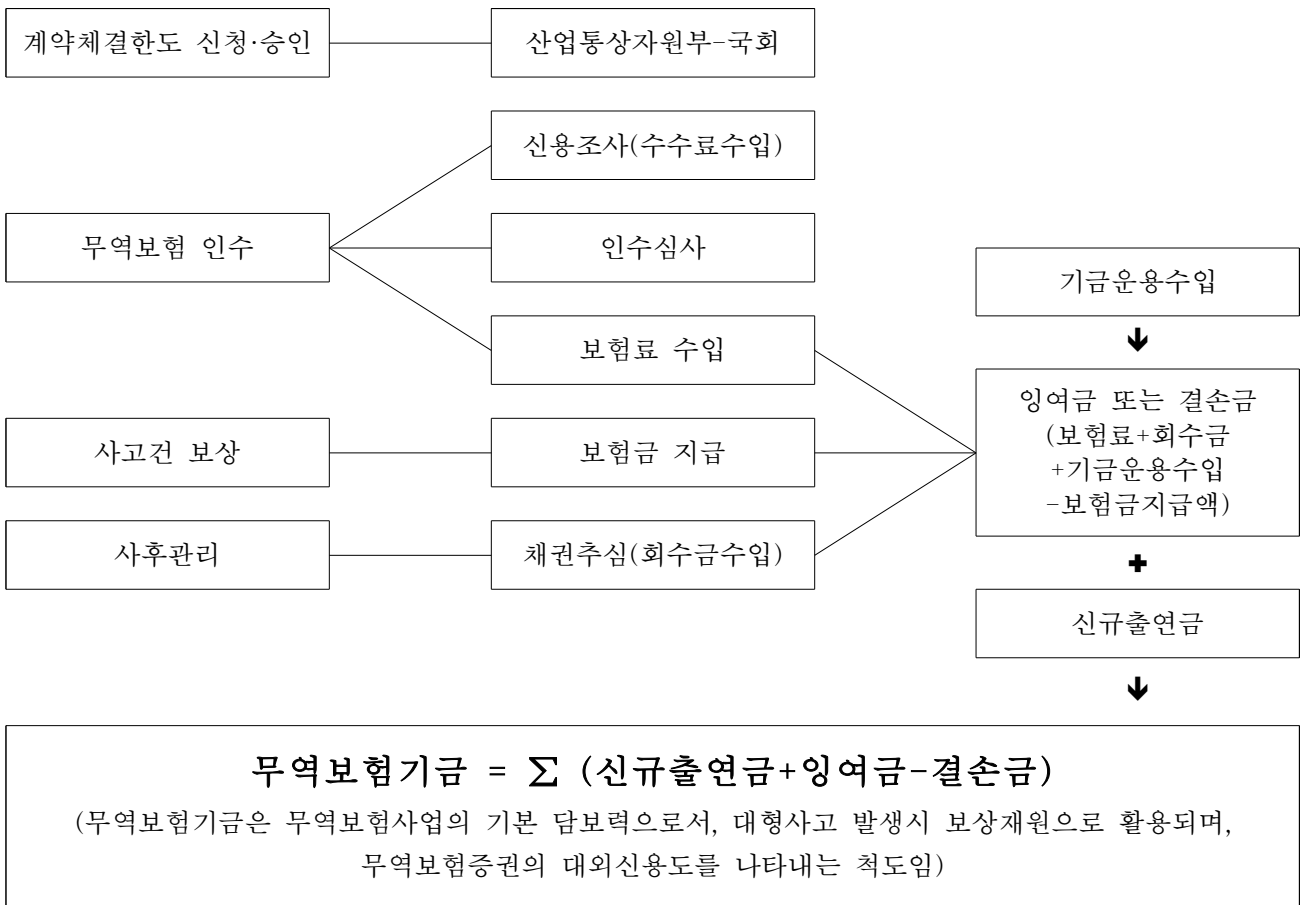 계약체결한도 신청·승인
산업통상자원부-국회
신용조사(수수료수입)
무역보험 인수
인수심사
기금운용수입
보험료 수입
잉여금 또는 결손금
(보험료+회수금
+기금운용수입
-보험금지급액)
사고건 보상
보험금 지급
사후관리
채권추심(회수금수입)
신규출연금
무역보험기금 = ∑ (신규출연금+잉여금-결손금)
(무역보험기금은 무역보험사업의 기본 담보력으로서, 대형사고 발생시 보상재원으로 활용되며,
무역보험증권의 대외신용도를 나타내는 척도임)